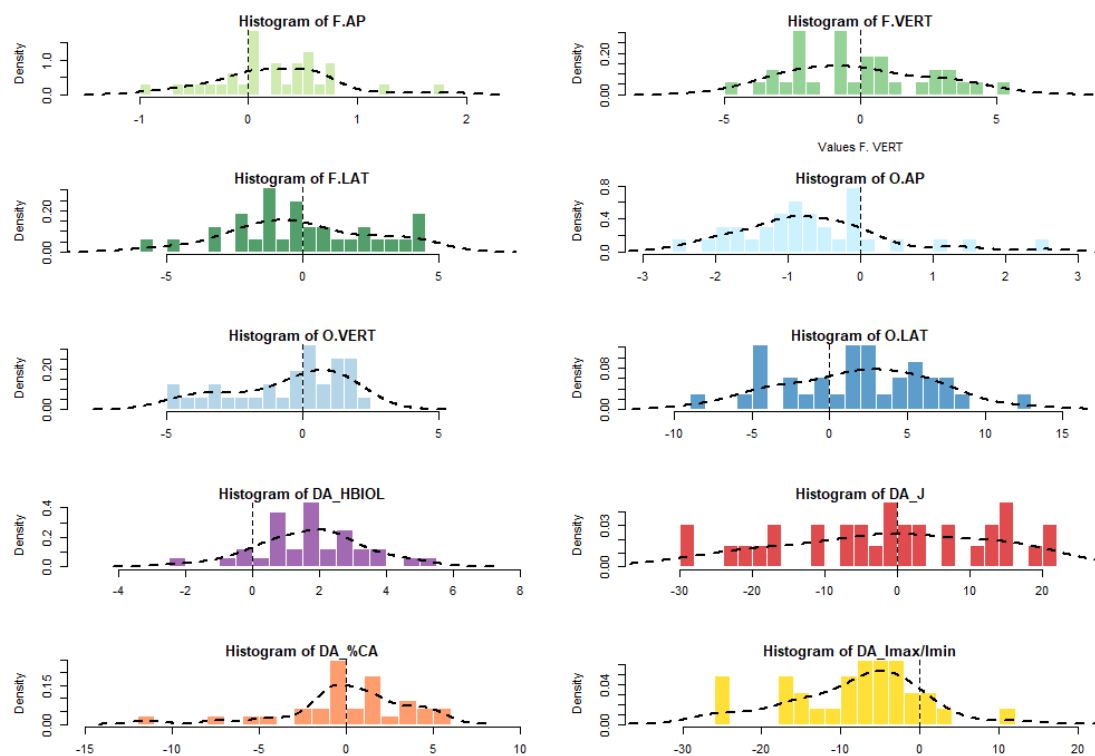 Histogram of F.AP
Density
0.0 1.0
-1 0 1 2
Histogram of F.VERT
Density
0.00 0.20
-5 0 5
Values F. VERT
Histogram of F.LAT
Density
0.00 0.20
-5 0 5
Histogram of O.AP
Density
0.0 0.4 0.8
-3 -2 -1 0 1 2 3
Histogram of O.VERT
Density
0.00 0.20
-5 0 5
Histogram of O.LAT
Density
0.00 0.08
-10 -5 0 5 10 15
Histogram of DA_HBIOL
Density
0.0 0.2 0.4
-4 -2 0 2 4 6 8
Histogram of DA_J
Density
0.00 0.03
-30 -20 -10 0 10 20
Histogram of DA_%CA
Density
0.00 0.15
-15 -10 -5 0 5 10
Histogram of DA_Imax/Imin
Density
0.00 0.04
-30 -20 -10 0 10 20